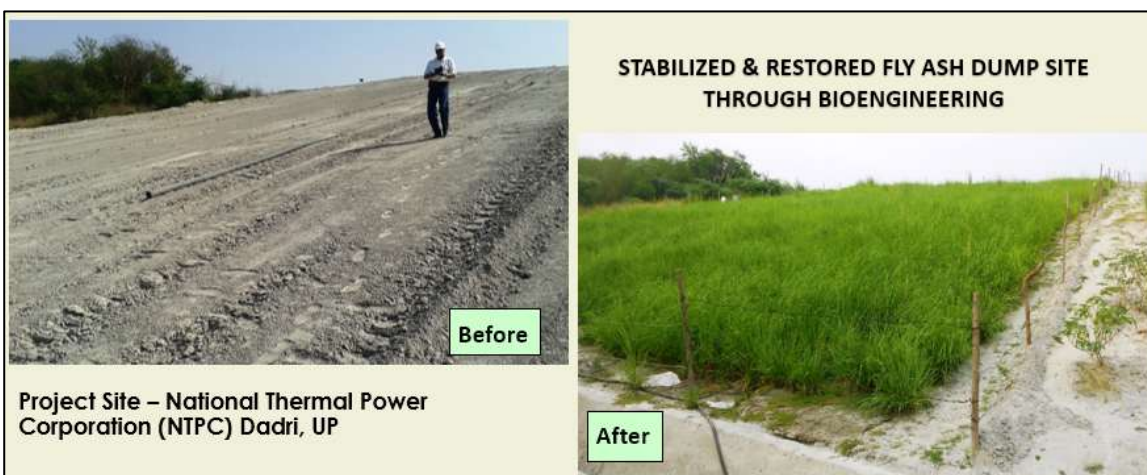 Before
Project Site – National Thermal Power
Corporation (NTPC) Dadri, UP
STABILIZED & RESTORED FLY ASH DUMP SITE
THROUGH BIOENGINEERING
After